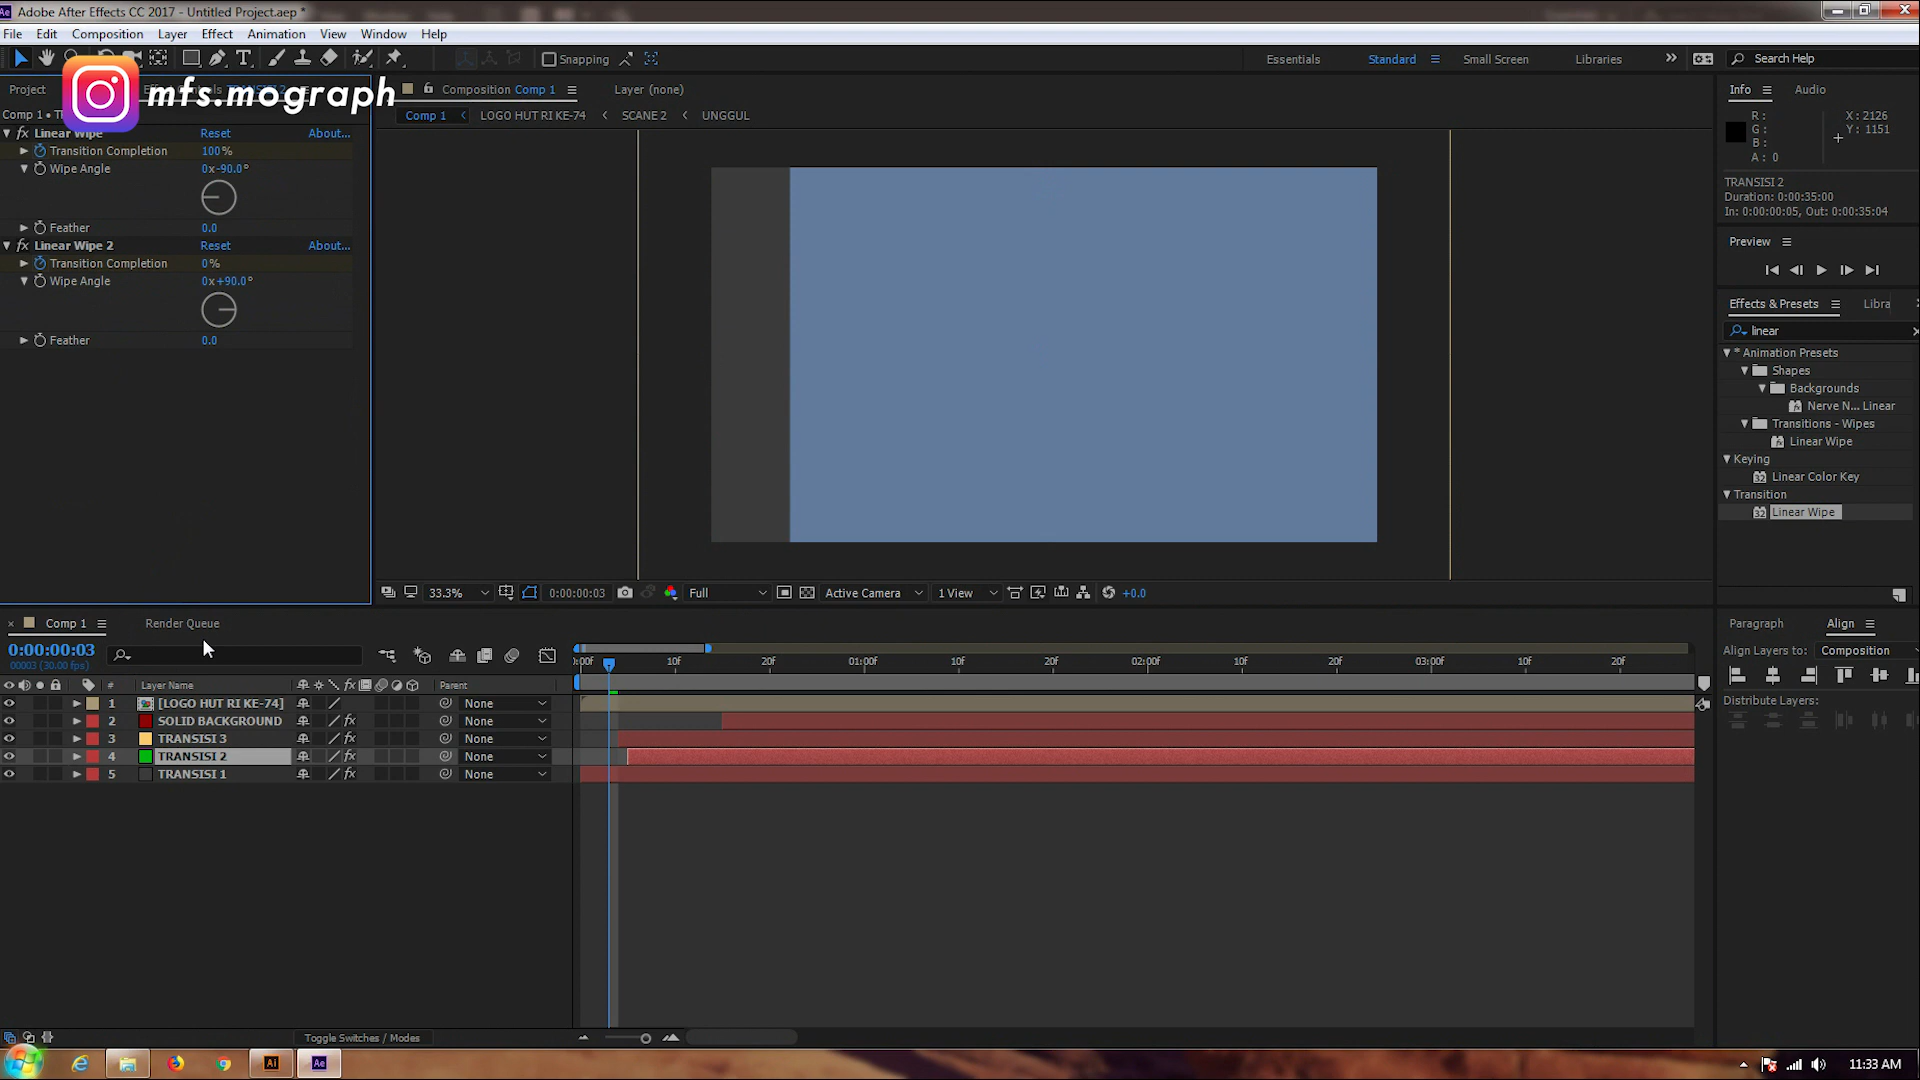 Adobe After Effects CC 2017 - Untitled Project.aep *
File Edit Composition Layer Effect Animation View Window Help
Snapping
Essentials Standard Small Screen Libraries Search Help
mfs.mograph
Project
Composition Comp 1
Layer (none)
Comp 1 LOGO HUT RI KE-74 SCANE 2 UNGGUL
Linear Wipe Reset About...
Transition Completion 100%
Wipe Angle 0x-90.0°
Feather 0.0
Linear Wipe 2 Reset About...
Transition Completion 0%
Wipe Angle 0x+90.0°
Feather 0.0
Info Audio
R: X: 2126
G: Y: 1151
B:
A: 0
TRANSISI 2
Duration: 0:00:35:00
In: 0:00:00:05, Out: 0:00:35:04
Preview
Effects & Presets Libra
linear
* Animation Presets
Shapes
Backgrounds
Nerve N... Linear
Transitions - Wipes
Linear Wipe
Keying
Linear Color Key
Transition
Linear Wipe
33.3% 0:00:00:03 Full Active Camera 1 View +0.0
Comp 1 Render Queue
0:00:00:03
00003 (30.00 fps)
:00f 10f 20f 01:00f 10f 20f 02:00f 10f 20f 03:00f 10f 20f
# Layer Name Parent
1 [LOGO HUT RI KE-74] None
2 SOLID BACKGROUND None
3 TRANSISI 3 None
4 TRANSISI 2 None
5 TRANSISI 1 None
Paragraph Align
Align Layers to: Composition
Distribute Layers:
Toggle Switches / Modes
11:33 AM